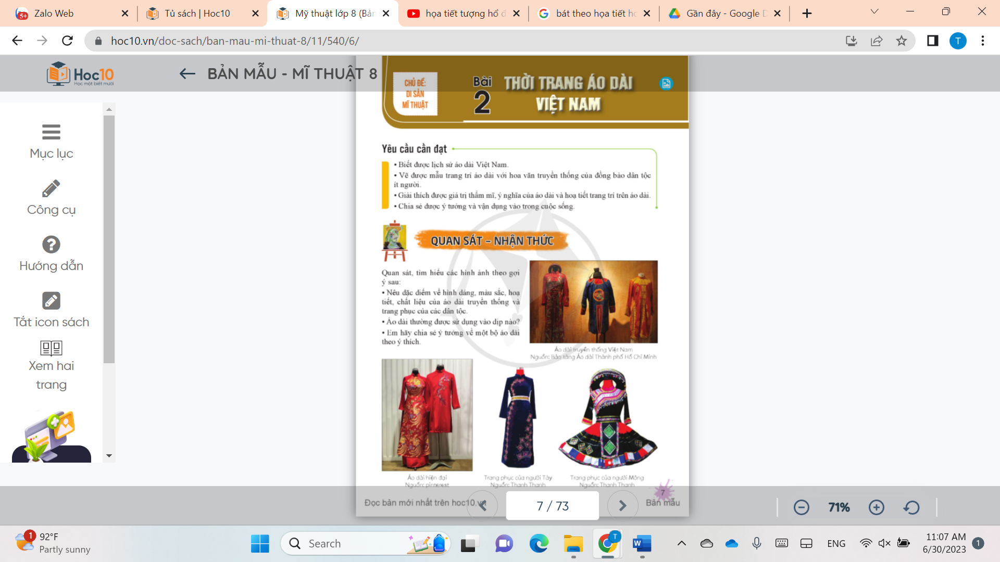 Zalo Web
Tủ sách | Hoc10
Mỹ thuật lớp 8 (Bản
họa tiết tượng hổ đ
bát theo họa tiết ho
Gần đây - Google D
hoc10.vn/doc-sach/ban-mau-mi-thuat-8/11/540/6/
T
Hoc10
Học một biết mười
BẢN MẪU - MĨ THUẬT 8
CHỦ ĐỀ:
DI SẢN
MĨ THUẬT
Bài
2
THỜI TRANG ÁO DÀI
VIỆT NAM
Mục lục
Công cụ
Hướng dẫn
Tắt icon sách
Xem hai
trang
Yêu cầu cần đạt
• Biết được lịch sử áo dài Việt Nam.
• Vẽ được mẫu trang trí áo dài với hoa văn truyền thống của đồng bào dân tộc
ít người.
• Giải thích được giá trị thẩm mĩ, ý nghĩa của áo dài và hoạ tiết trang trí trên áo dài.
• Chia sẻ được ý tưởng và vận dụng vào trong cuộc sống.
QUAN SÁT – NHẬN THỨC
Quan sát, tìm hiểu các hình ảnh theo gợi
ý sau:
• Nêu đặc điểm về hình dáng, màu sắc, hoạ
tiết, chất liệu của áo dài truyền thống và
trang phục của các dân tộc.
• Áo dài thường được sử dụng vào dịp nào?
• Em hãy chia sẻ ý tưởng về một bộ áo dài
theo ý thích.
Áo dài truyền thống Việt Nam
Nguồn: Bảo tàng Áo dài Thành phố Hồ Chí Minh
Áo dài hiện đại
Nguồn: pinterest
Trang phục của người Tày
Nguồn: Thanh Thanh
Trang phục của người Mông
Nguồn: Thanh Thanh
7
Đọc bản mới nhất trên hoc10.vn
Bản mẫu
7 / 73
71%
1
92°F
Partly sunny
Search
T
ENG
11:07 AM
6/30/2023
1